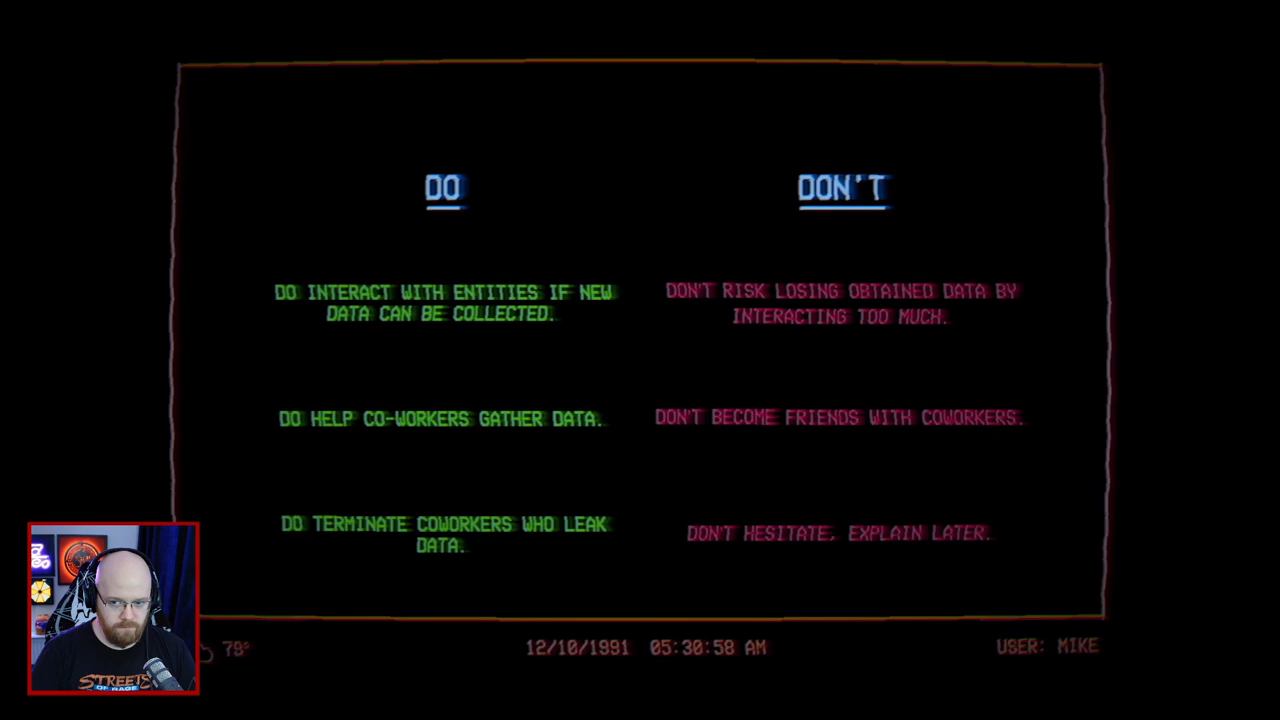 DO
DON'T
DO INTERACT WITH ENTITIES IF NEW
DATA CAN BE COLLECTED.
DON'T RISK LOSING OBTAINED DATA BY
INTERACTING TOO MUCH.
DO HELP CO-WORKERS GATHER DATA.
DON'T BECOME FRIENDS WITH COWORKERS.
DO TERMINATE COWORKERS WHO LEAK
DATA.
DON'T HESITATE, EXPLAIN LATER.
STREETS
OF RAGE
12/10/1991 05:30:58 AM
USER: MIKE